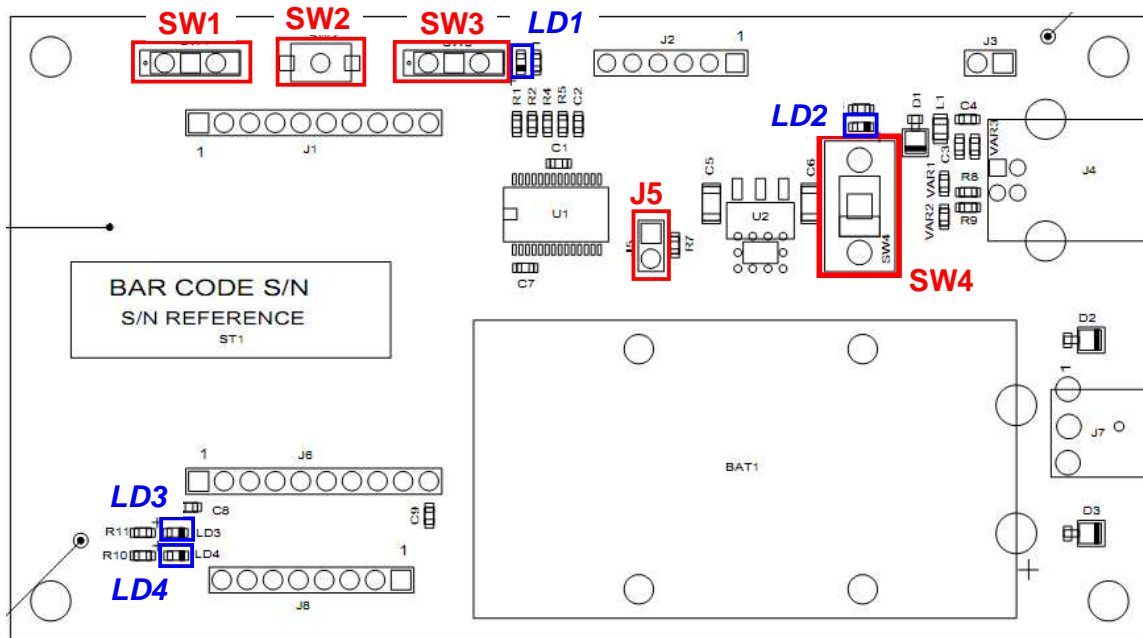 SW1
SW2
SW3
LD1
J2
1
J3
R1
R2
R4
R5
C2
LD2
D1
L1
C4
C3
VAR3
1
J1
C1
C5
C6
J4
VAR1
VAR2
R8
R9
U1
J5
J5
R7
U2
SW4
SW4
C7
BAR CODE S/N
S/N REFERENCE
ST1
D2
1
J7
BAT1
1
J6
LD3
C8
C9
R11
+
LD3
R10
+
LD4
LD4
1
J8
D3
+